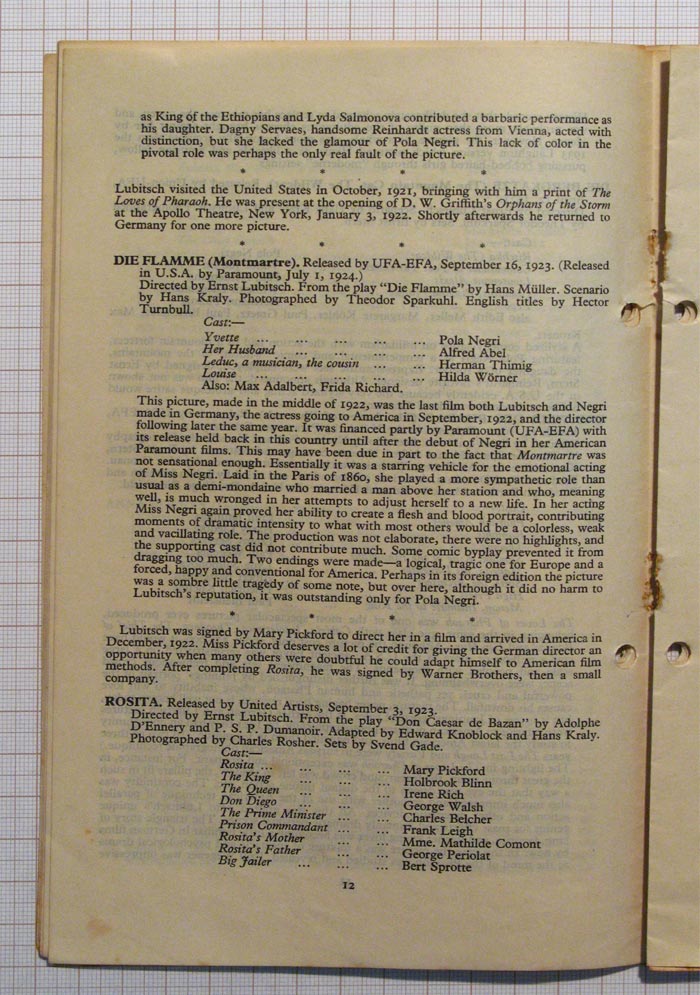 as King of the Ethiopians and Lyda Salmonova contributed a barbaric performance as
his daughter. Dagny Servaes, handsome Reinhardt actress from Vienna, acted with
distinction, but she lacked the glamour of Pola Negri. This lack of color in the
pivotal role was perhaps the only real fault of the picture.
* * * *
Lubitsch visited the United States in October, 1921, bringing with him a print of The
Loves of Pharaoh. He was present at the opening of D. W. Griffith's Orphans of the Storm
at the Apollo Theatre, New York, January 3, 1922. Shortly afterwards he returned to
Germany for one more picture.
* * * *
DIE FLAMME (Montmartre). Released by UFA-EFA, September 16, 1923. (Released
in U.S.A. by Paramount, July 1, 1924.)
Directed by Ernst Lubitsch. From the play "Die Flamme" by Hans Müller. Scenario
by Hans Kraly. Photographed by Theodor Sparkuhl. English titles by Hector
Turnbull.
Cast:—
Yvette ... ... ... ... ... Pola Negri
Her Husband ... ... ... ... Alfred Abel
Leduc, a musician, the cousin ... ... Herman Thimig
Louise ... ... ... ... ... Hilda Wörner
Also: Max Adalbert, Frida Richard.
This picture, made in the middle of 1922, was the last film both Lubitsch and Negri
made in Germany, the actress going to America in September, 1922, and the director
following later the same year. It was financed partly by Paramount (UFA-EFA) with
its release held back in this country until after the debut of Negri in her American
Paramount films. This may have been due in part to the fact that Montmartre was
not sensational enough. Essentially it was a starring vehicle for the emotional acting
of Miss Negri. Laid in the Paris of 1860, she played a more sympathetic role than
usual as a demi-mondaine who married a man above her station and who, meaning
well, is much wronged in her attempts to adjust herself to a new life. In her acting
Miss Negri again proved her ability to create a flesh and blood portrait, contributing
moments of dramatic intensity to what with most others would be a colorless, weak
and vacillating role. The production was not elaborate, there were no highlights, and
the supporting cast did not contribute much. Some comic byplay prevented it from
dragging too much. Two endings were made—a logical, tragic one for Europe and a
forced, happy and conventional for America. Perhaps in its foreign edition the picture
was a sombre little tragedy of some note, but over here, although it did no harm to
Lubitsch's reputation, it was outstanding only for Pola Negri.
* * * *
Lubitsch was signed by Mary Pickford to direct her in a film and arrived in America in
December, 1922. Miss Pickford deserves a lot of credit for giving the German director an
opportunity when many others were doubtful he could adapt himself to American film
methods. After completing Rosita, he was signed by Warner Brothers, then a small
company.
ROSITA. Released by United Artists, September 3, 1923.
Directed by Ernst Lubitsch. From the play "Don Caesar de Bazan" by Adolphe
D'Ennery and P. S. P. Dumanoir. Adapted by Edward Knoblock and Hans Kraly.
Photographed by Charles Rosher. Sets by Svend Gade.
Cast:—
Rosita ... ... ... ... Mary Pickford
The King ... ... ... Holbrook Blinn
The Queen ... ... ... Irene Rich
Don Diego ... ... ... George Walsh
The Prime Minister ... ... ... Charles Belcher
Prison Commandant ... ... ... Frank Leigh
Rosita's Mother ... ... Mme. Mathilde Comont
Rosita's Father ... ... George Periolat
Big Jailer ... ... ... Bert Sprotte
12